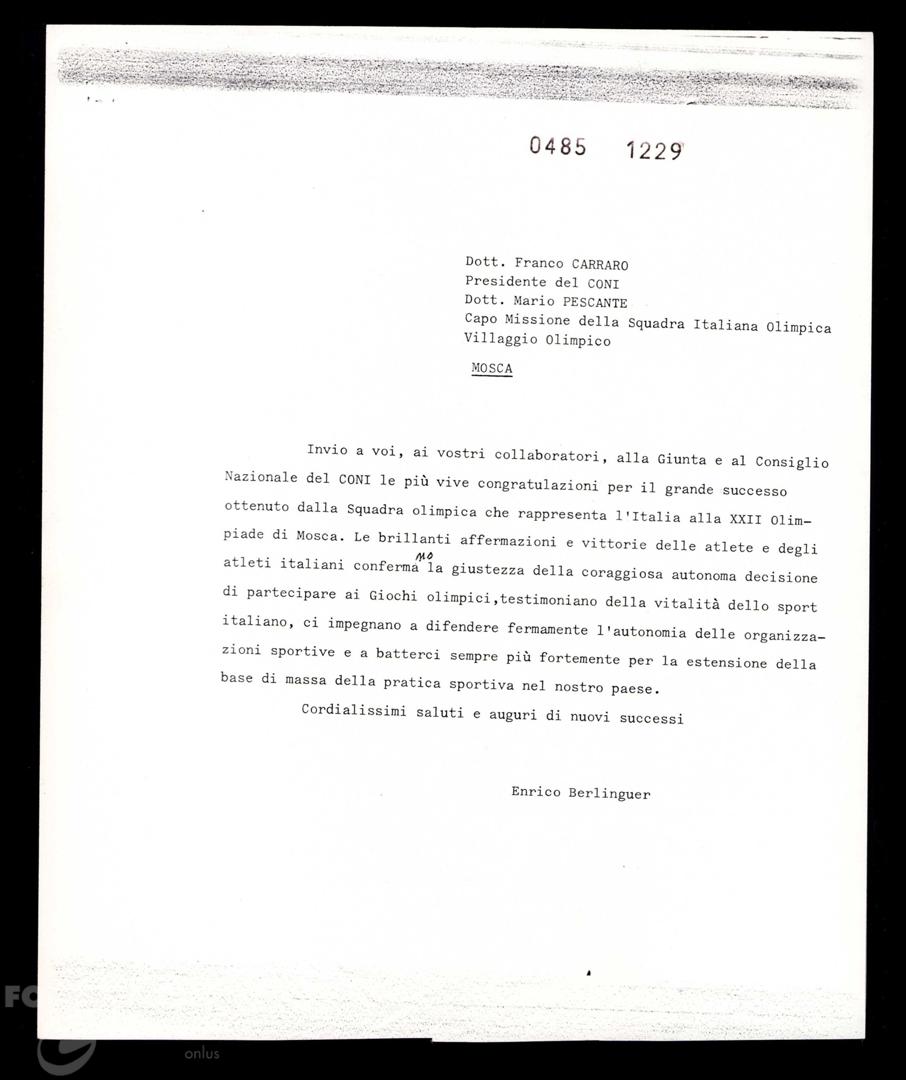 0485 1229
Dott. Franco CARRARO
Presidente del CONI
Dott. Mario PESCANTE
Capo Missione della Squadra Italiana Olimpica
Villaggio Olimpico
MOSCA
Invio a voi, ai vostri collaboratori, alla Giunta e al Consiglio
Nazionale del CONI le più vive congratulazioni per il grande successo
ottenuto dalla Squadra olimpica che rappresenta l'Italia alla XXII Olim-
piade di Mosca. Le brillanti affermazioni e vittorie delle atlete e degli
atleti italiani confermano la giustezza della coraggiosa autonoma decisione
di partecipare ai Giochi olimpici,testimoniano della vitalità dello sport
italiano, ci impegnano a difendere fermamente l'autonomia delle organizza-
zioni sportive e a batterci sempre più fortemente per la estensione della
base di massa della pratica sportiva nel nostro paese.
Cordialissimi saluti e auguri di nuovi successi
Enrico Berlinguer
onlus